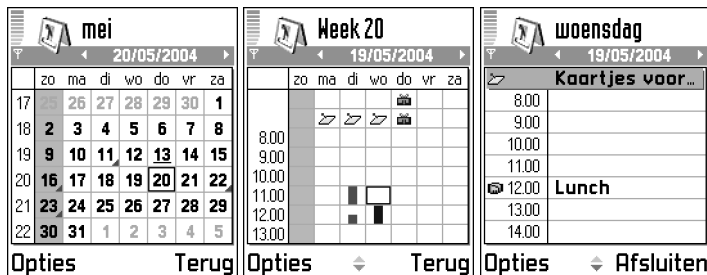 mei
20/05/2004
zo ma di wo do vr za
17 25 26 27 28 29 30 1
18 2 3 4 5 6 7 8
19 9 10 11 12 13 14 15
20 16 17 18 19 20 21 22
21 23 24 25 26 27 28 29
22 30 31 1 2 3 4 5
Opties Terug
Week 20
19/05/2004
zo ma di wo do vr za
8.00
9.00
10.00
11.00
12.00
13.00
Opties Terug
woensdag
19/05/2004
Kaartjes voor...
8.00
9.00
10.00
11.00
12.00 Lunch
13.00
14.00
Opties Afsluiten